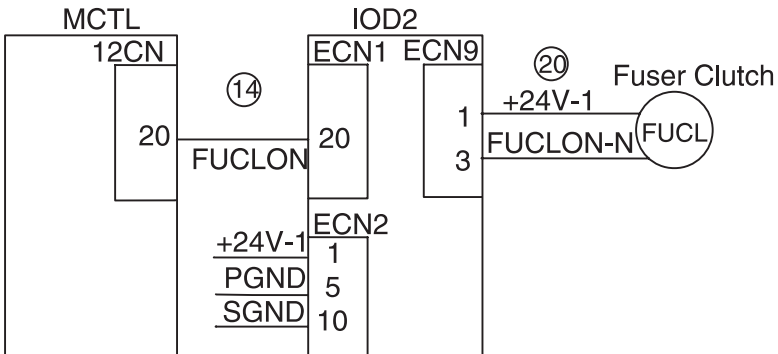 MCTL
IOD2
12CN
ECN1
ECN9
14
20
Fuser Clutch
+24V-1
20
20
1
FUCL
FUCLON
FUCLON-N
3
ECN2
+24V-1
1
PGND
5
SGND
10